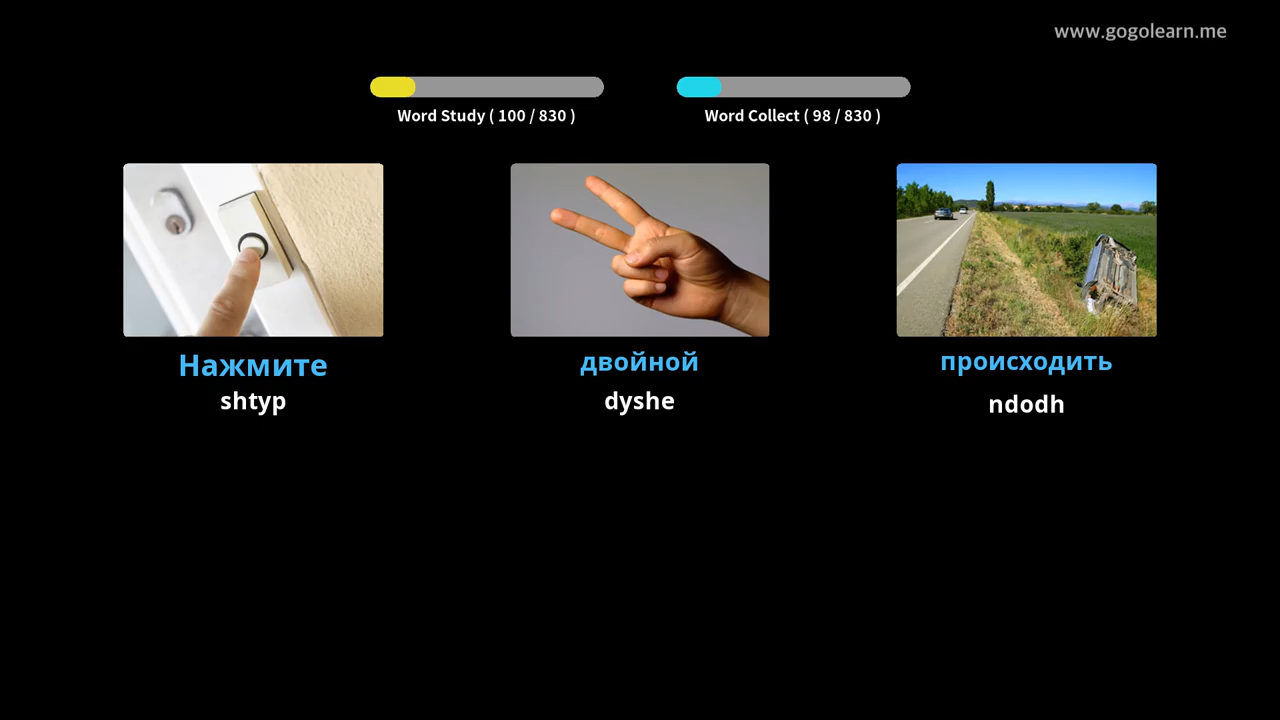 www.gogolearn.me
Word Study ( 100 / 830 )
Word Collect ( 98 / 830 )
Нажмите
shtyp
двойной
dyshe
происходить
ndodh